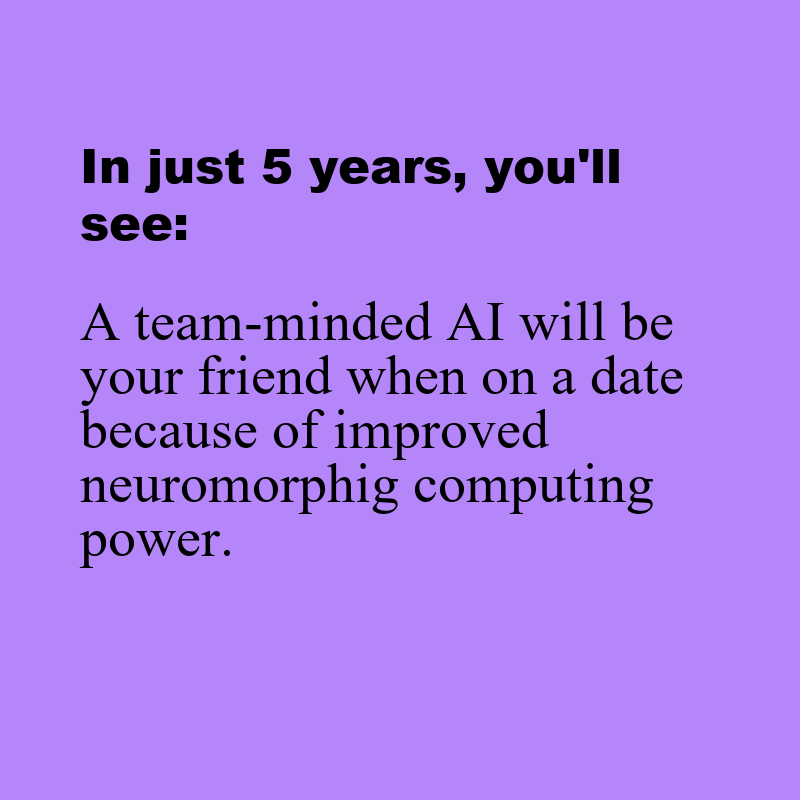 In just 5 years, you'll
see:
A team-minded AI will be
your friend when on a date
because of improved
neuromorphig computing
power.